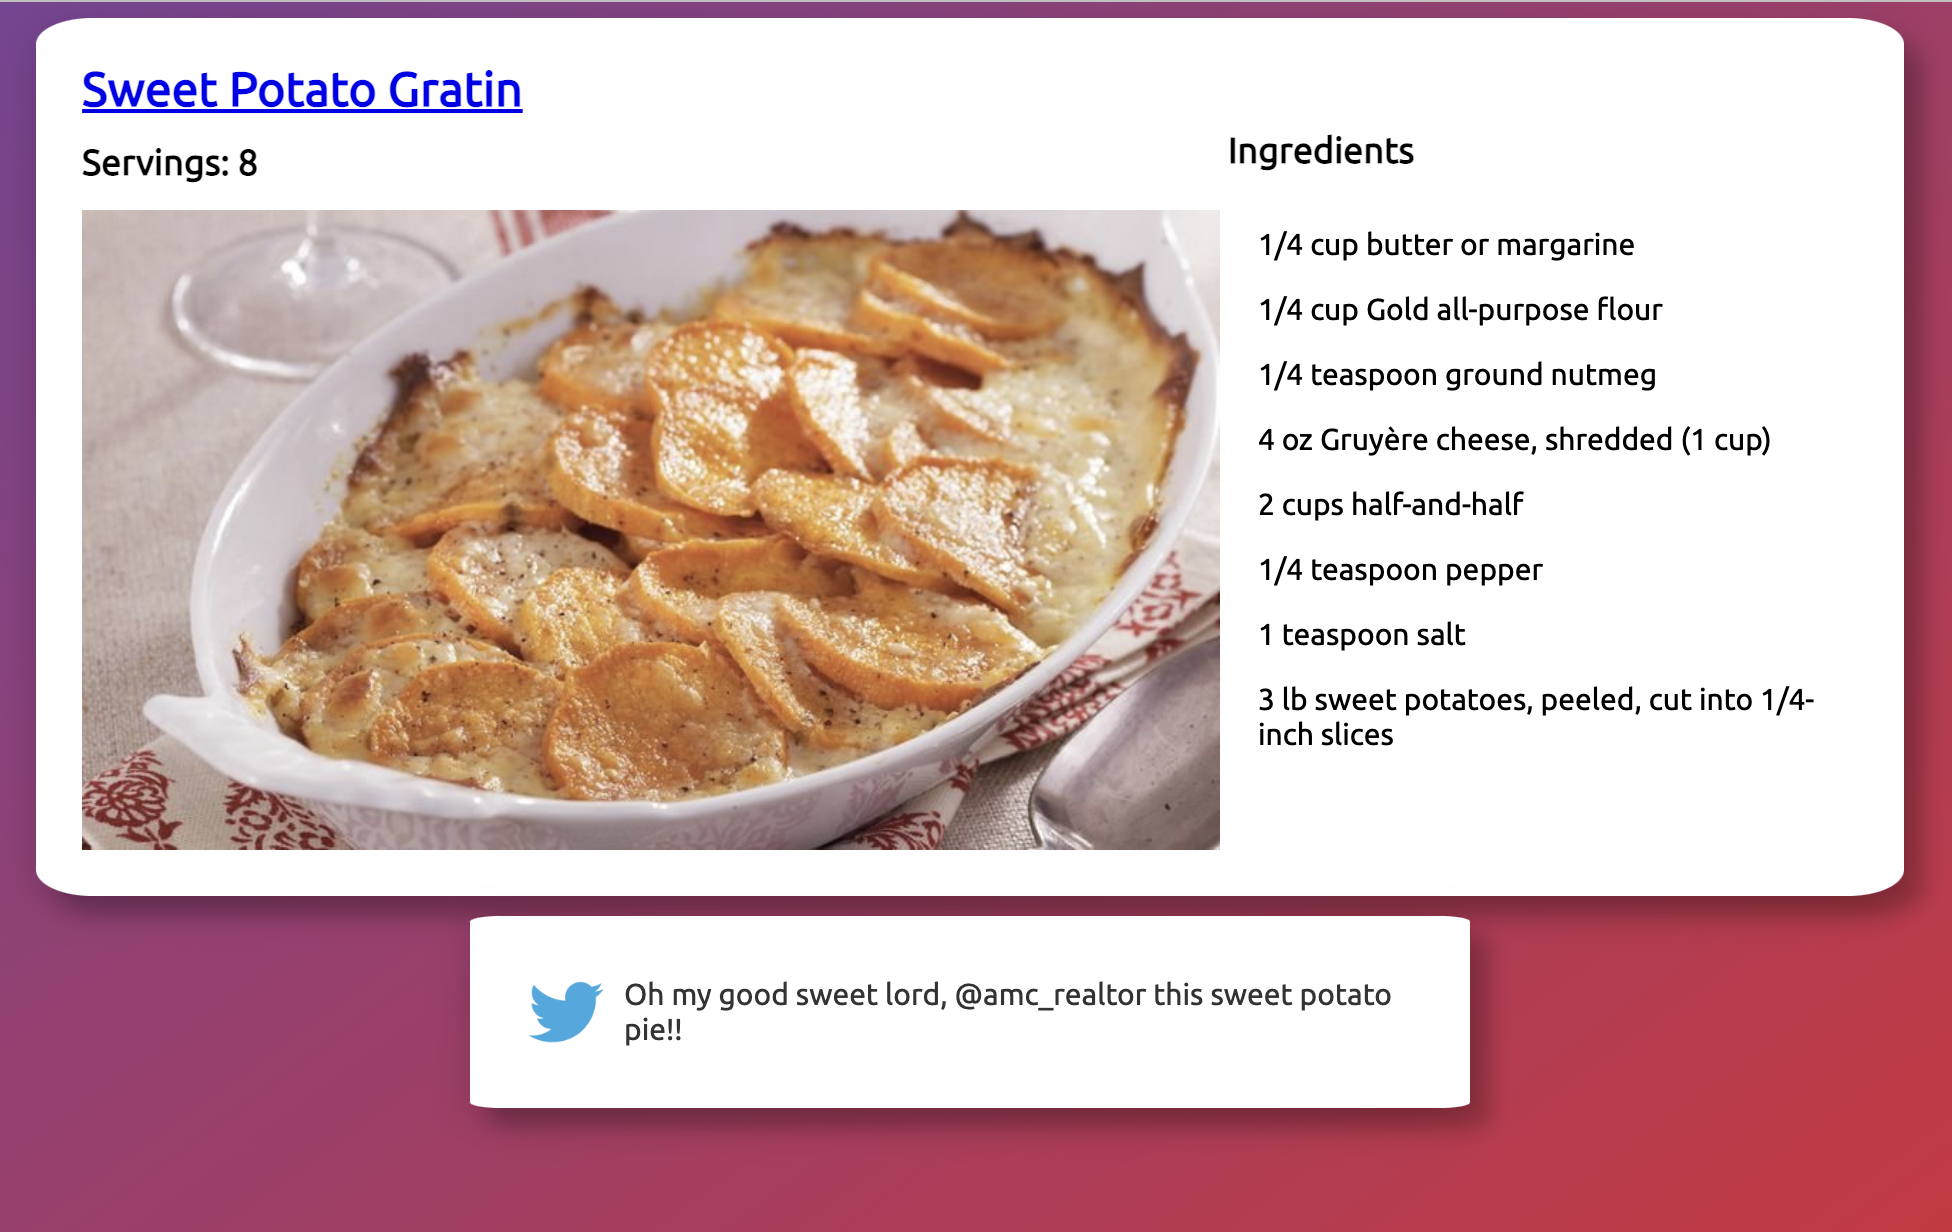 Sweet Potato Gratin
Servings: 8
Ingredients
1/4 cup butter or margarine
1/4 cup Gold all-purpose flour
1/4 teaspoon ground nutmeg
4 oz Gruyère cheese, shredded (1 cup)
2 cups half-and-half
1/4 teaspoon pepper
1 teaspoon salt
3 lb sweet potatoes, peeled, cut into 1/4-
inch slices
Oh my good sweet lord, @amc_realtor this sweet potato
pie!!